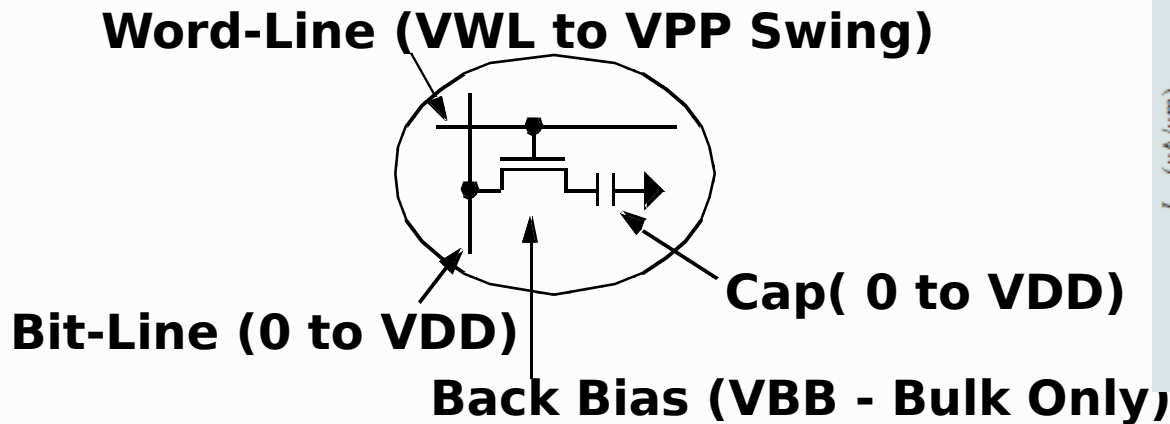 Word-Line (VWL to VPP Swing)
Cap( 0 to VDD)
Bit-Line (0 to VDD)
Back Bias (VBB - Bulk Only)